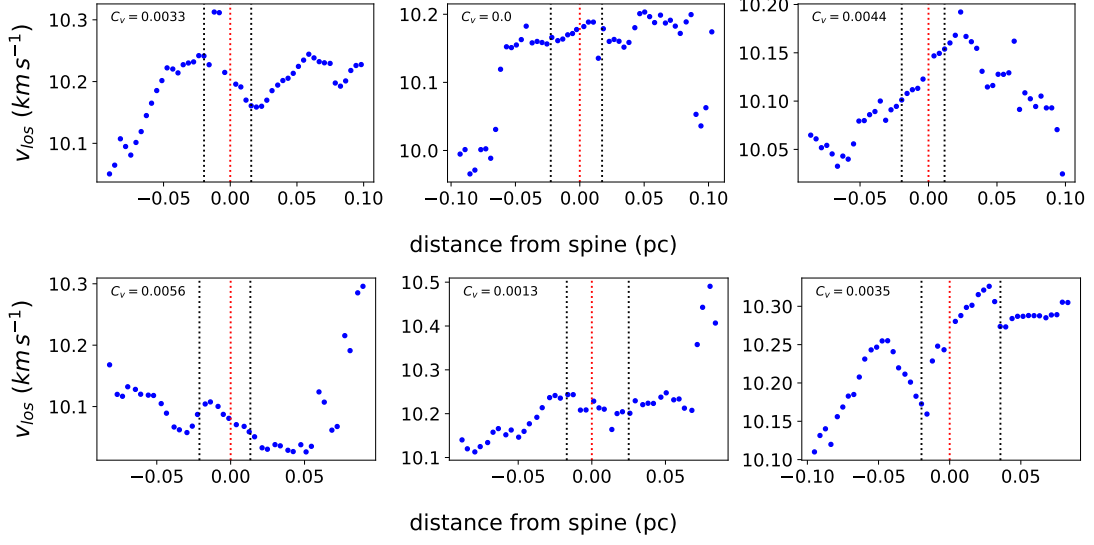 C_v = 0.0033
C_v = 0.0
C_v = 0.0044
v_los (km s⁻¹)
10.3
10.2
10.1
10.2
10.1
10.0
10.20
10.15
10.10
10.05
−0.05 0.00 0.05 0.10
−0.10 −0.05 0.00 0.05 0.10
−0.05 0.00 0.05 0.10
distance from spine (pc)
C_v = 0.0056
C_v = 0.0013
C_v = 0.0035
v_los (km s⁻¹)
10.3
10.2
10.1
10.5
10.4
10.3
10.2
10.1
10.30
10.25
10.20
10.15
10.10
−0.05 0.00 0.05
−0.05 0.00 0.05
−0.10 −0.05 0.00 0.05
distance from spine (pc)